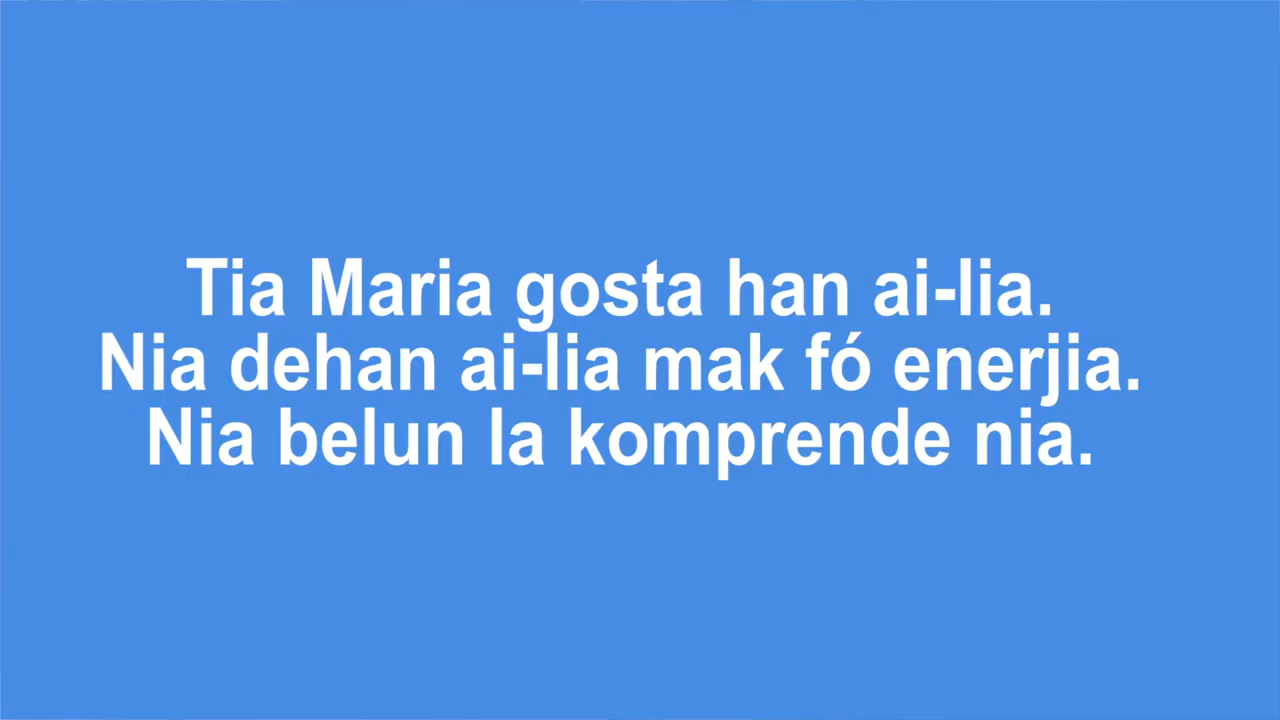 Tia Maria gosta han ai-lia.
Nia dehan ai-lia mak fó enerjia.
Nia belun la komprende nia.